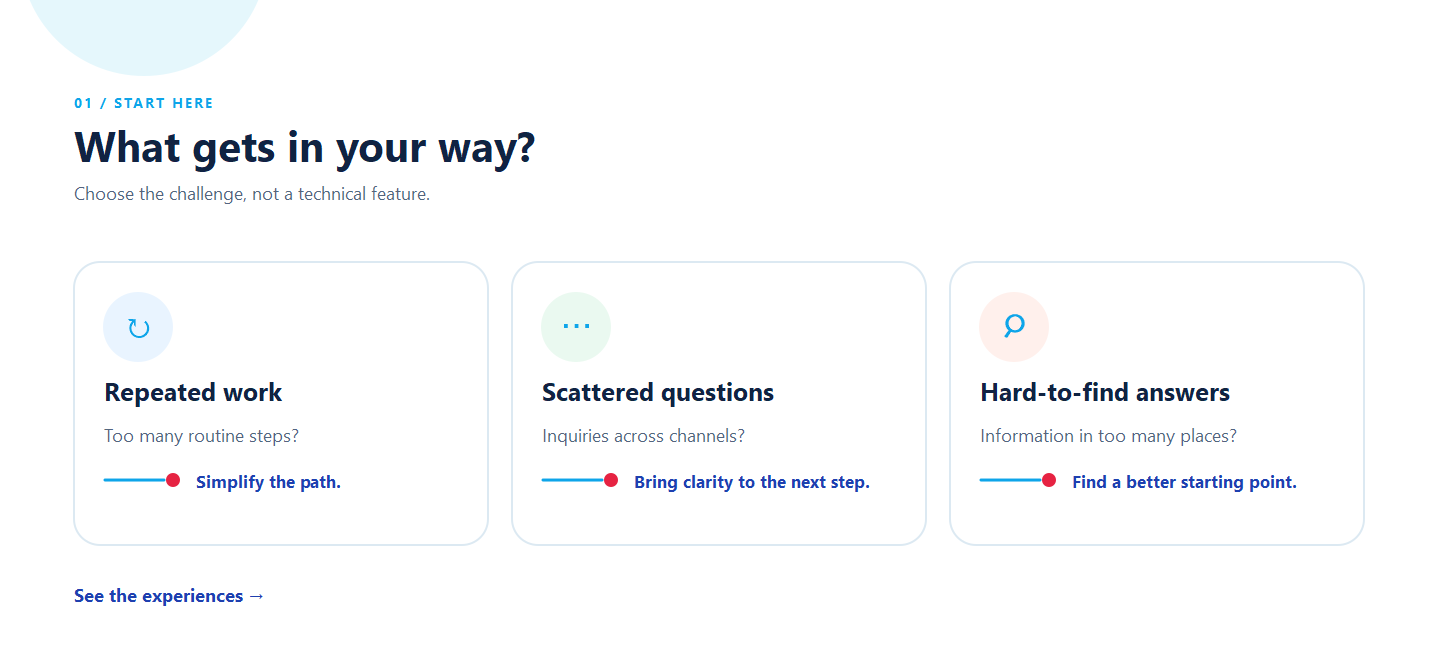 01 / START HERE
What gets in your way?
Choose the challenge, not a technical feature.
Repeated work
Too many routine steps?
Simplify the path.
Scattered questions
Inquiries across channels?
Bring clarity to the next step.
Hard-to-find answers
Information in too many places?
Find a better starting point.
See the experiences →